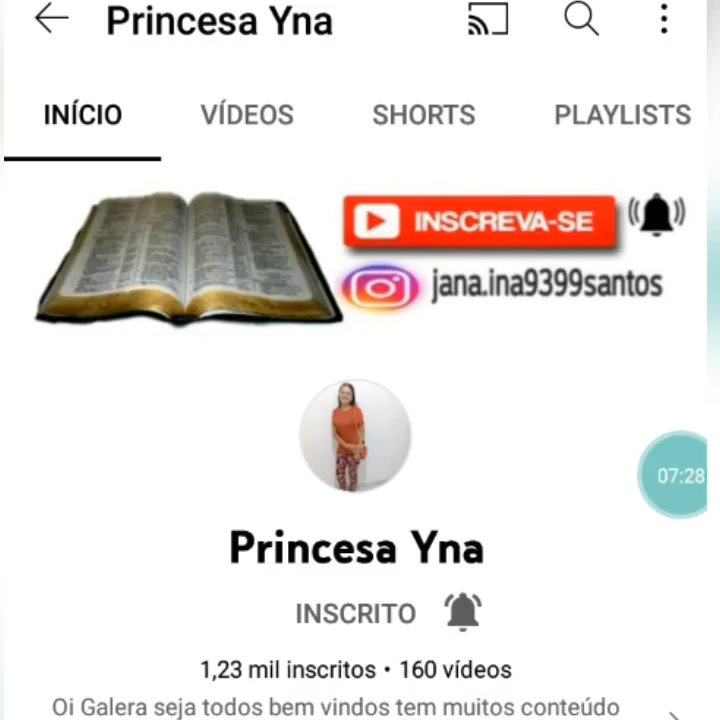 Princesa Yna
INÍCIO VÍDEOS SHORTS PLAYLISTS
INSCREVA-SE
jana.ina9399santos
07:28
Princesa Yna
INSCRITO
1,23 mil inscritos • 160 vídeos
Oi Galera seja todos bem vindos tem muitos conteúdo